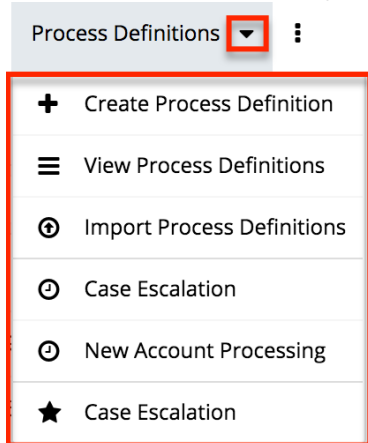 Process Definitions
Create Process Definition
View Process Definitions
Import Process Definitions
Case Escalation
New Account Processing
Case Escalation